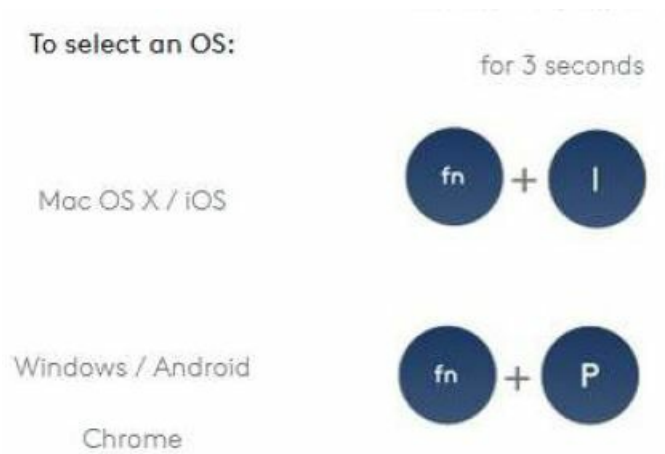 To select an OS:
for 3 seconds
Mac OS X / iOS
fn + I
Windows / Android
fn + P
Chrome